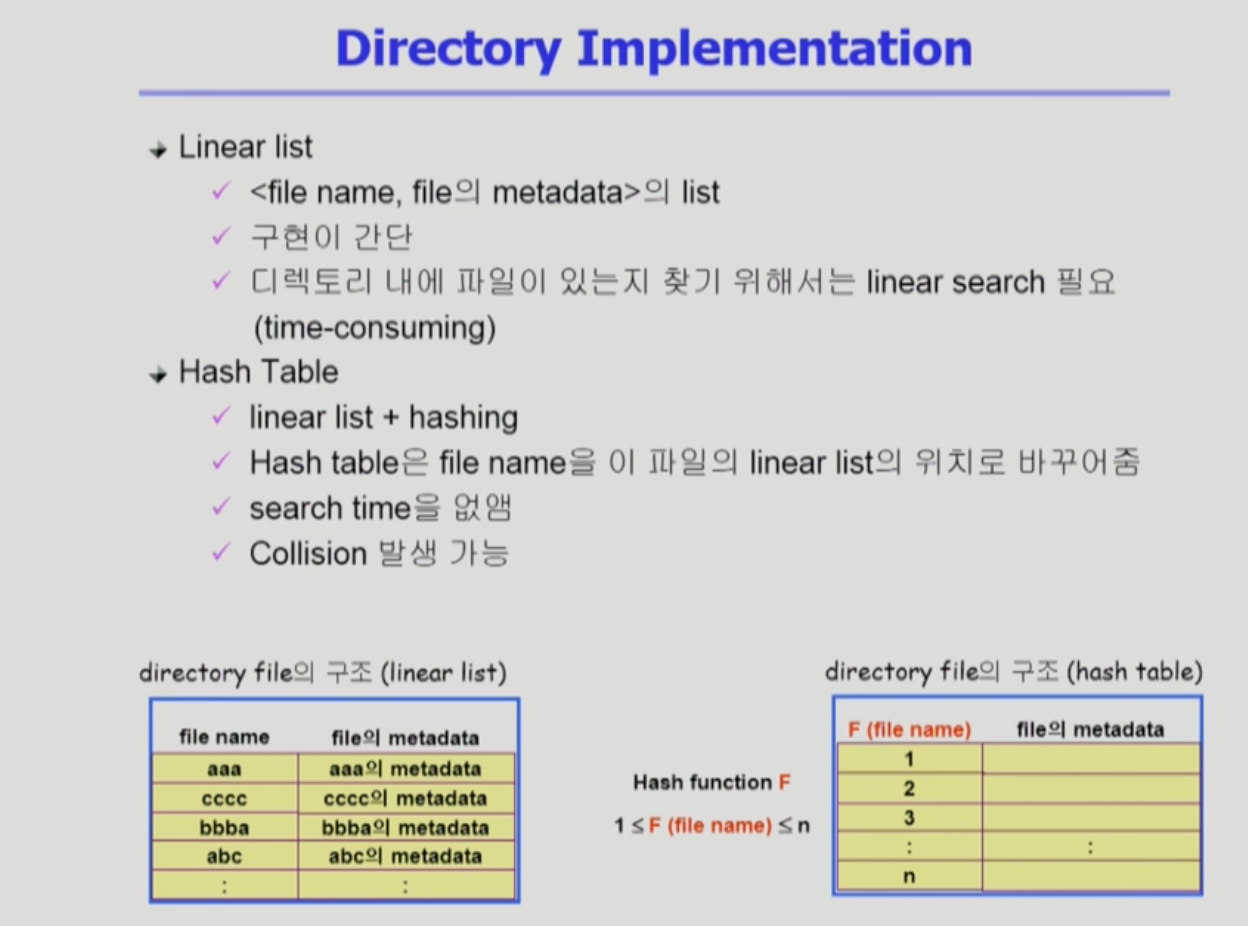 Directory Implementation
Linear list
<file name, file의 metadata>의 list
구현이 간단
디렉토리 내에 파일이 있는지 찾기 위해서는 linear search 필요
(time-consuming)
Hash Table
linear list + hashing
Hash table은 file name을 이 파일의 linear list의 위치로 바꾸어줌
search time을 없앰
Collision 발생 가능
directory file의 구조 (linear list)
file name file의 metadata
aaa aaa의 metadata
cccc cccc의 metadata
bbba bbba의 metadata
abc abc의 metadata
: :
Hash function F
1 ≤ F (file name) ≤ n
directory file의 구조 (hash table)
F (file name) file의 metadata
1
2
3
: :
n